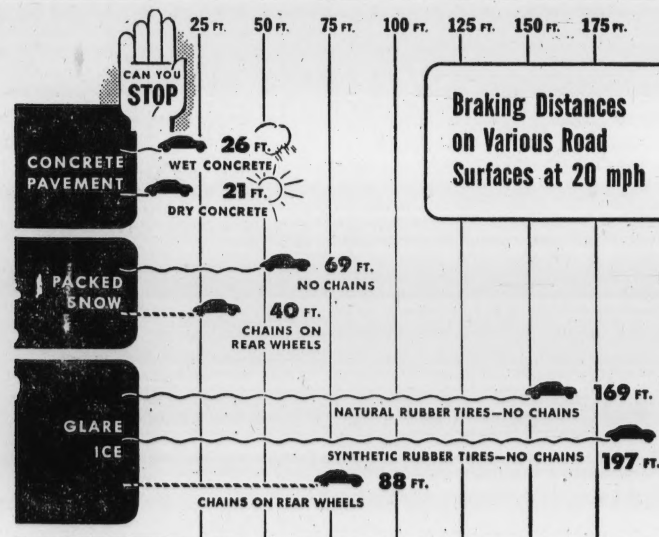 25 FT. 50 FT. 75 FT. 100 FT. 125 FT. 150 FT. 175 FT.
CAN YOU
STOP
Braking Distances
on Various Road
Surfaces at 20 mph
CONCRETE
PAVEMENT
26 FT.
WET CONCRETE
21 FT.
DRY CONCRETE
PACKED
SNOW
69 FT.
NO CHAINS
40 FT.
CHAINS ON
REAR WHEELS
GLARE
ICE
169 FT.
NATURAL RUBBER TIRES—NO CHAINS
SYNTHETIC RUBBER TIRES—NO CHAINS
197 FT.
88 FT.
CHAINS ON REAR WHEELS